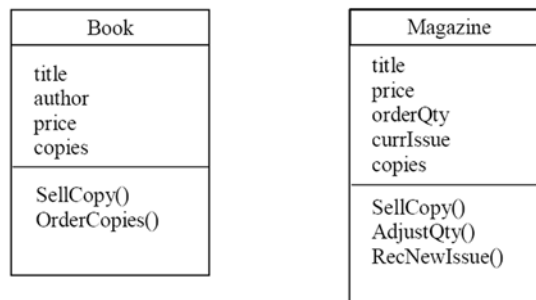 Book
title
author
price
copies
SellCopy()
OrderCopies()
Magazine
title
price
orderQty
currIssue
copies
SellCopy()
AdjustQty()
RecNewIssue()